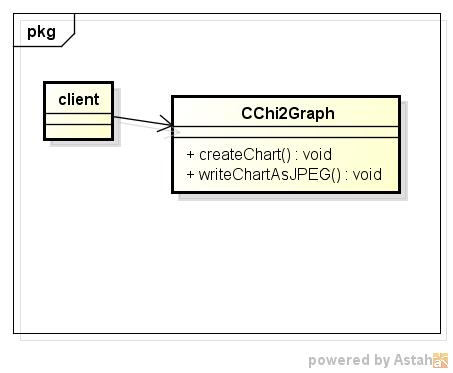 pkg
client
CChi2Graph
+ createChart() : void
+ writeChartAsJPEG() : void
powered by Astah